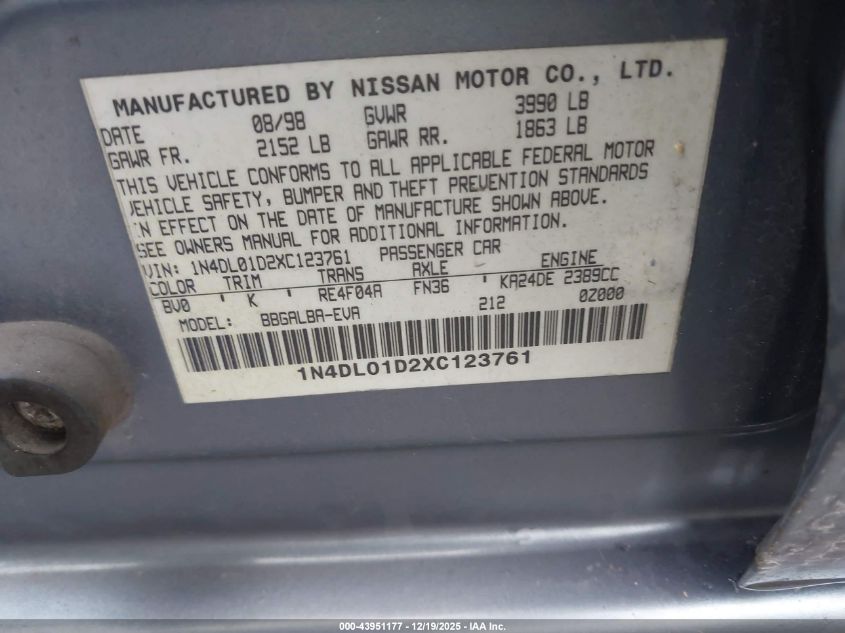 MANUFACTURED BY NISSAN MOTOR CO., LTD.
DATE 08/98 GVWR 3990 LB
GAWR FR. 2152 LB GAWR RR. 1863 LB
THIS VEHICLE CONFORMS TO ALL APPLICABLE FEDERAL MOTOR
VEHICLE SAFETY, BUMPER AND THEFT PREVENTION STANDARDS
IN EFFECT ON THE DATE OF MANUFACTURE SHOWN ABOVE.
SEE OWNERS MANUAL FOR ADDITIONAL INFORMATION.
VIN: 1N4DL01D2XC123761 PASSENGER CAR
COLOR TRIM TRANS AXLE ENGINE
BV0 ' K ' RE4F04A FN36 ' KA24DE 2389CC
MODEL: BBGALBA-EVA 212 0Z000
1N4DL01D2XC123761
000-43951177 - 12/19/2025 - IAA Inc.